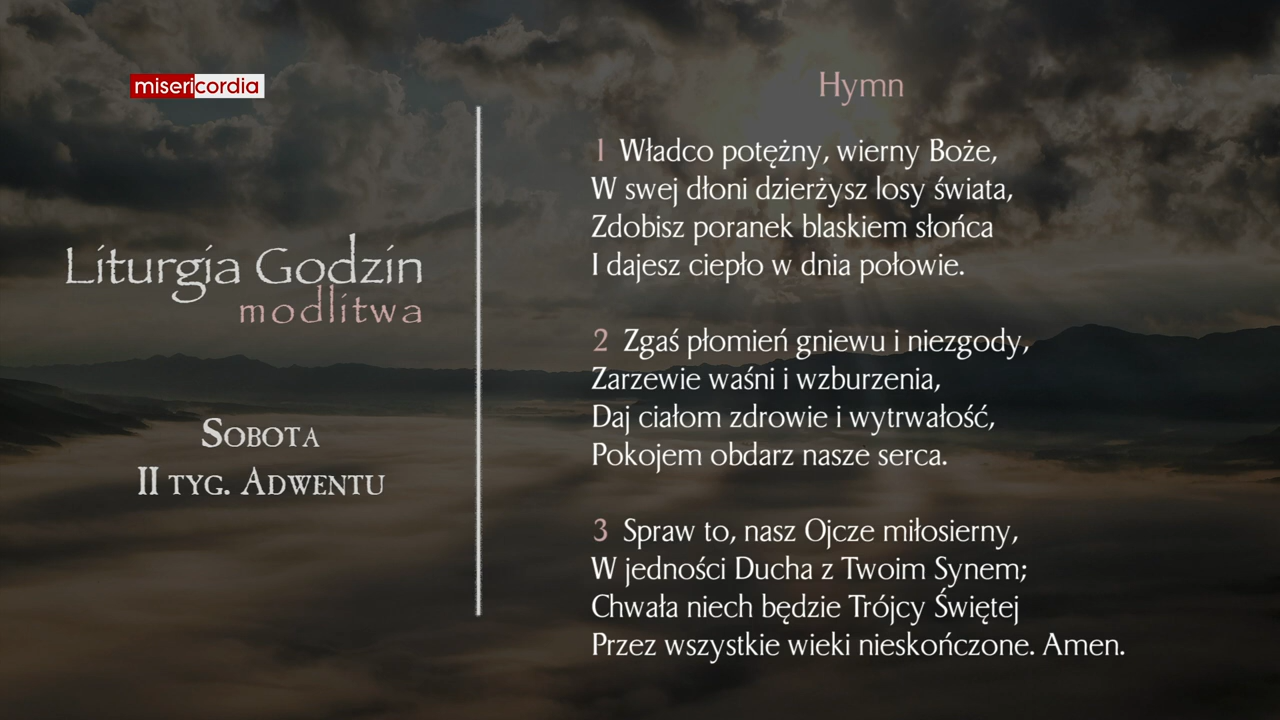 misericordia
Liturgia Godzin
modlitwa
Sobota
II tyg. Adwentu
Hymn
1 Władco potężny, wierny Boże,
W swej dłoni dzierżysz losy świata,
Zdobisz poranek blaskiem słońca
I dajesz ciepło w dnia połowie.
2 Zgaś płomień gniewu i niezgody,
Zarzewie waśni i wzburzenia,
Daj ciałom zdrowie i wytrwałość,
Pokojem obdarz nasze serca.
3 Spraw to, nasz Ojcze miłosierny,
W jedności Ducha z Twoim Synem;
Chwała niech będzie Trójcy Świętej
Przez wszystkie wieki nieskończone. Amen.